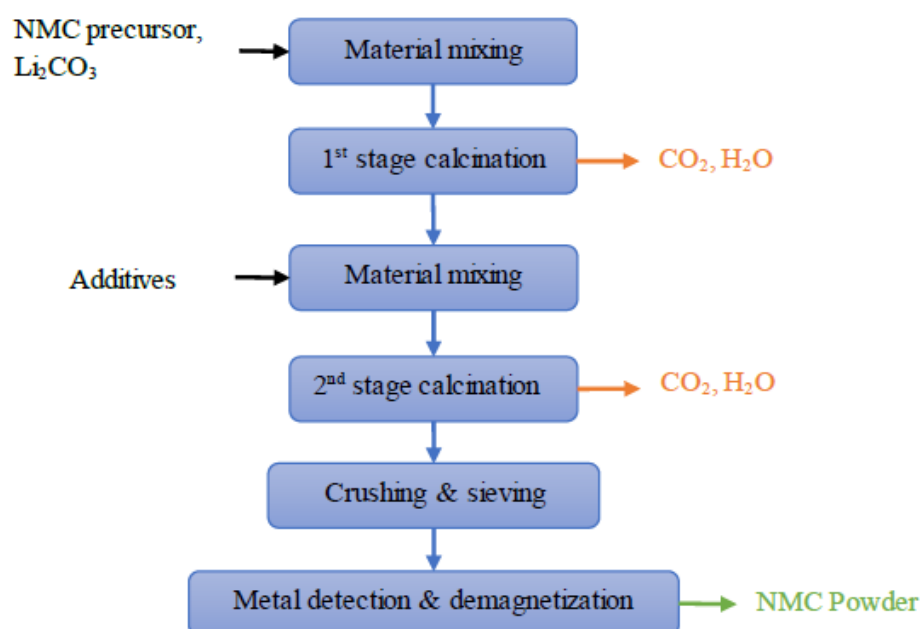 NMC precursor,
Li₂CO₃
Material mixing
1ˢᵗ stage calcination
CO₂, H₂O
Additives
Material mixing
2ⁿᵈ stage calcination
CO₂, H₂O
Crushing & sieving
Metal detection & demagnetization
NMC Powder